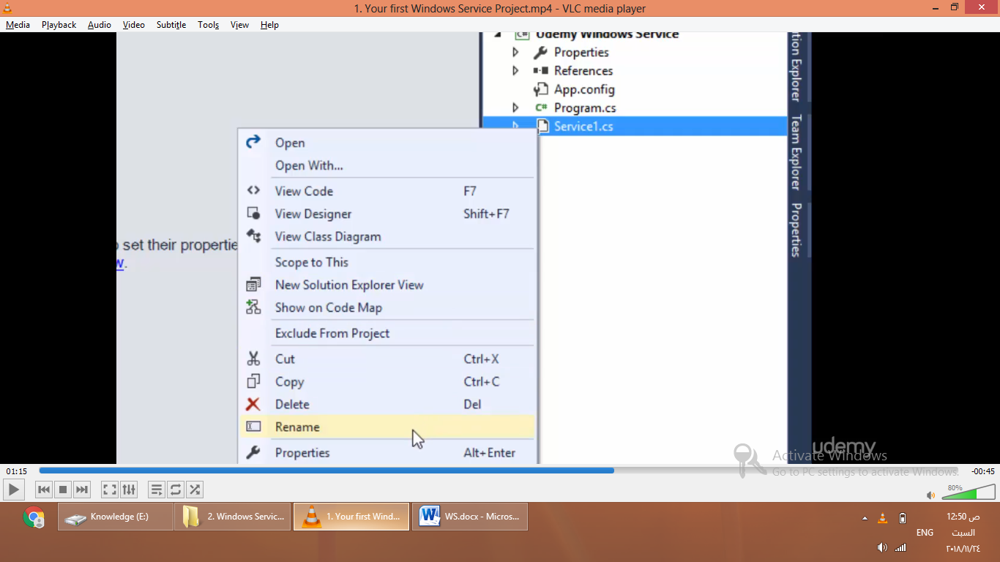 1. Your first Windows Service Project.mp4 - VLC media player
Media Playback Audio Video Subtitle Tools View Help
Udemy Windows Service
Properties
References
App.config
Program.cs
Service1.cs
Open
Open With...
View Code F7
View Designer Shift+F7
View Class Diagram
Scope to This
New Solution Explorer View
Show on Code Map
Exclude From Project
Cut Ctrl+X
Copy Ctrl+C
Delete Del
Rename
Properties Alt+Enter
set their propertie
w.
tion Explorer
Team Explorer
Properties
udemy
Activate Windows
Go to PC settings to activate Windows.
01:15 -00:45
80%
Knowledge (E:) 2. Windows Servic... 1. Your first Wind... WS.docx - Micros...
ENG
12:50 ص
السبت
٢٠١٨/١١/٢٤